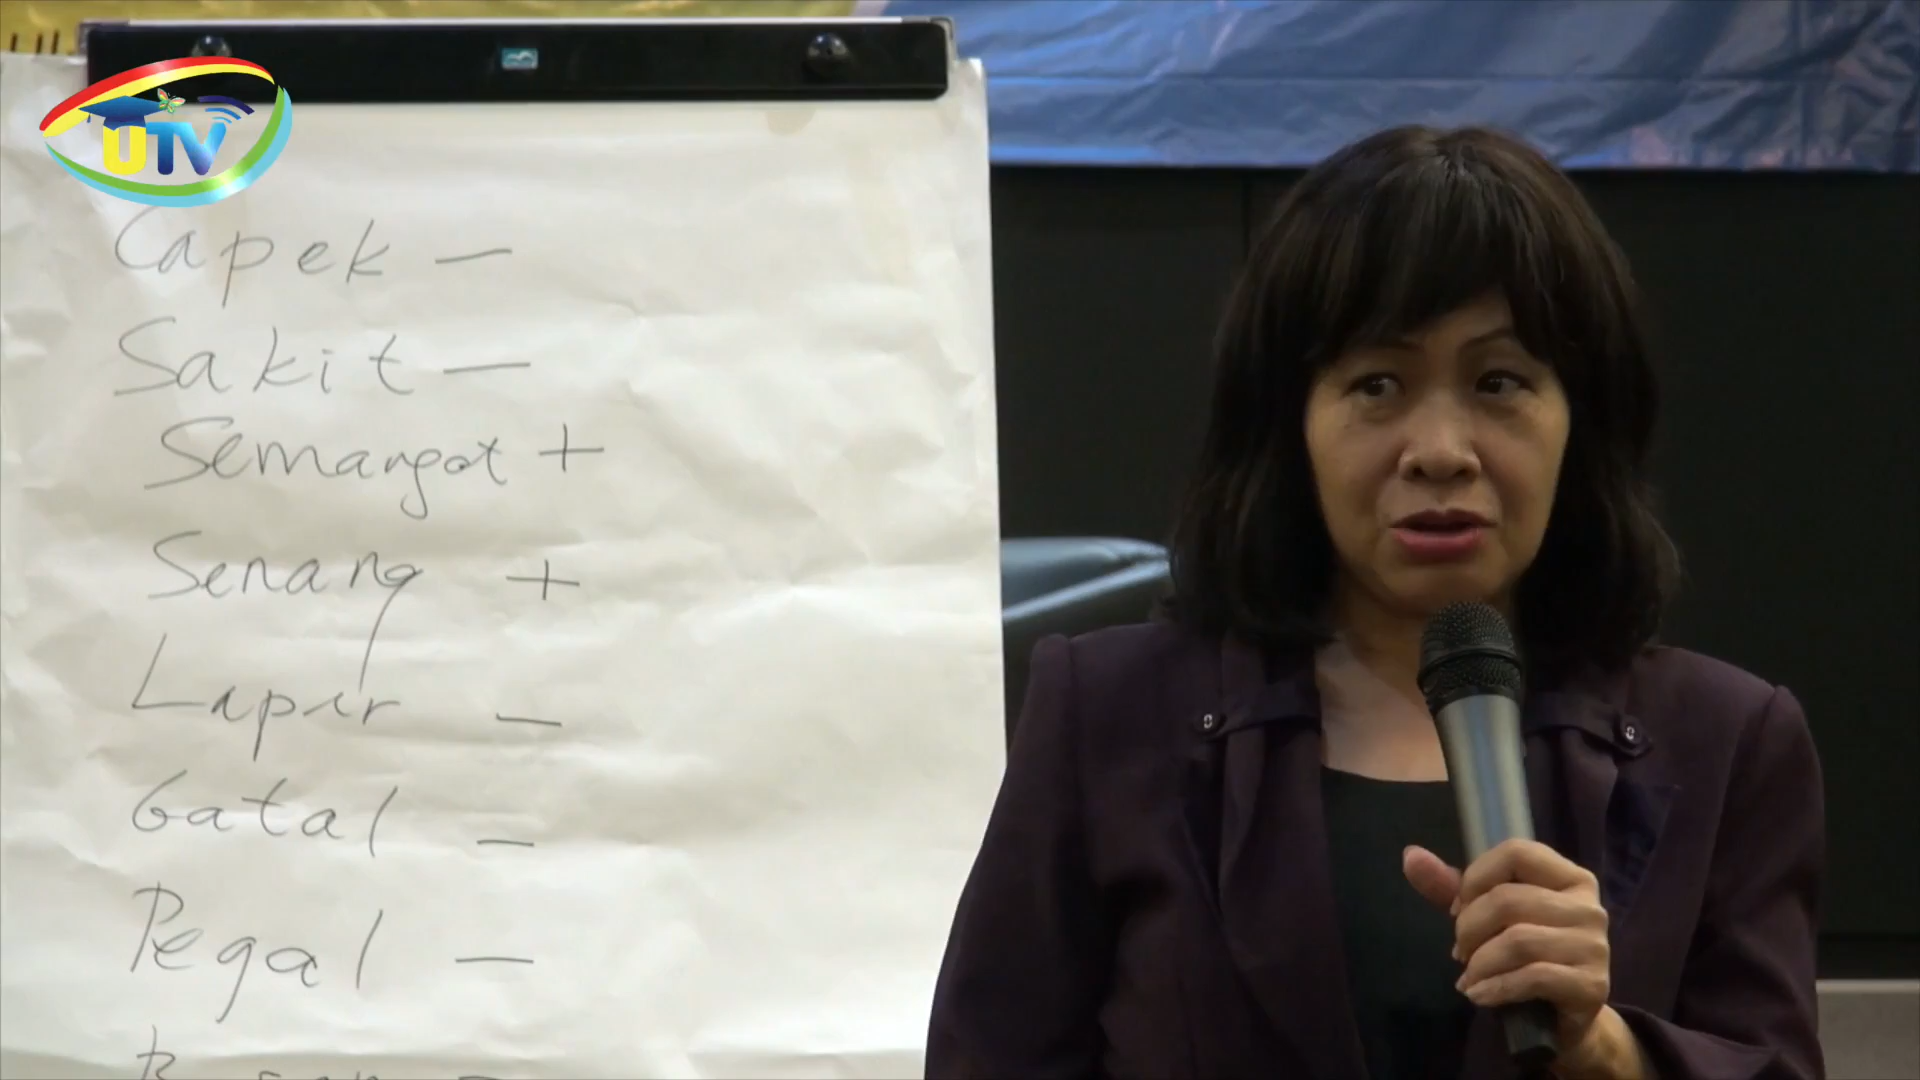 UTV
Capek –
Sakit –
Semangat +
Senang +
Lapar –
Gatal –
Pegal –